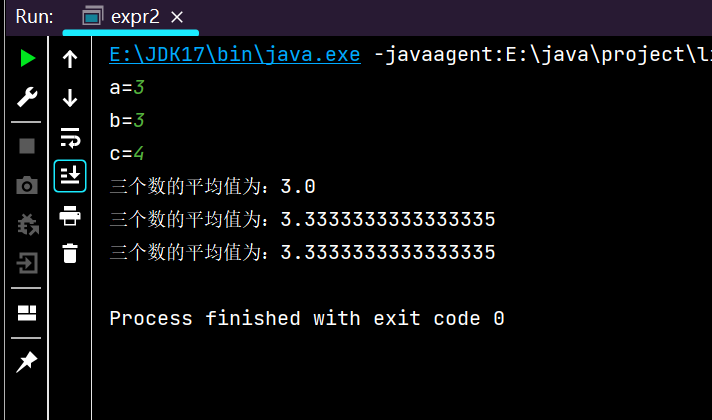 Run: expr2
E:\JDK17\bin\java.exe -javaagent:E:\java\project\l
a=3
b=3
c=4
三个数的平均值为：3.0
三个数的平均值为：3.3333333333333335
三个数的平均值为：3.3333333333333335
Process finished with exit code 0